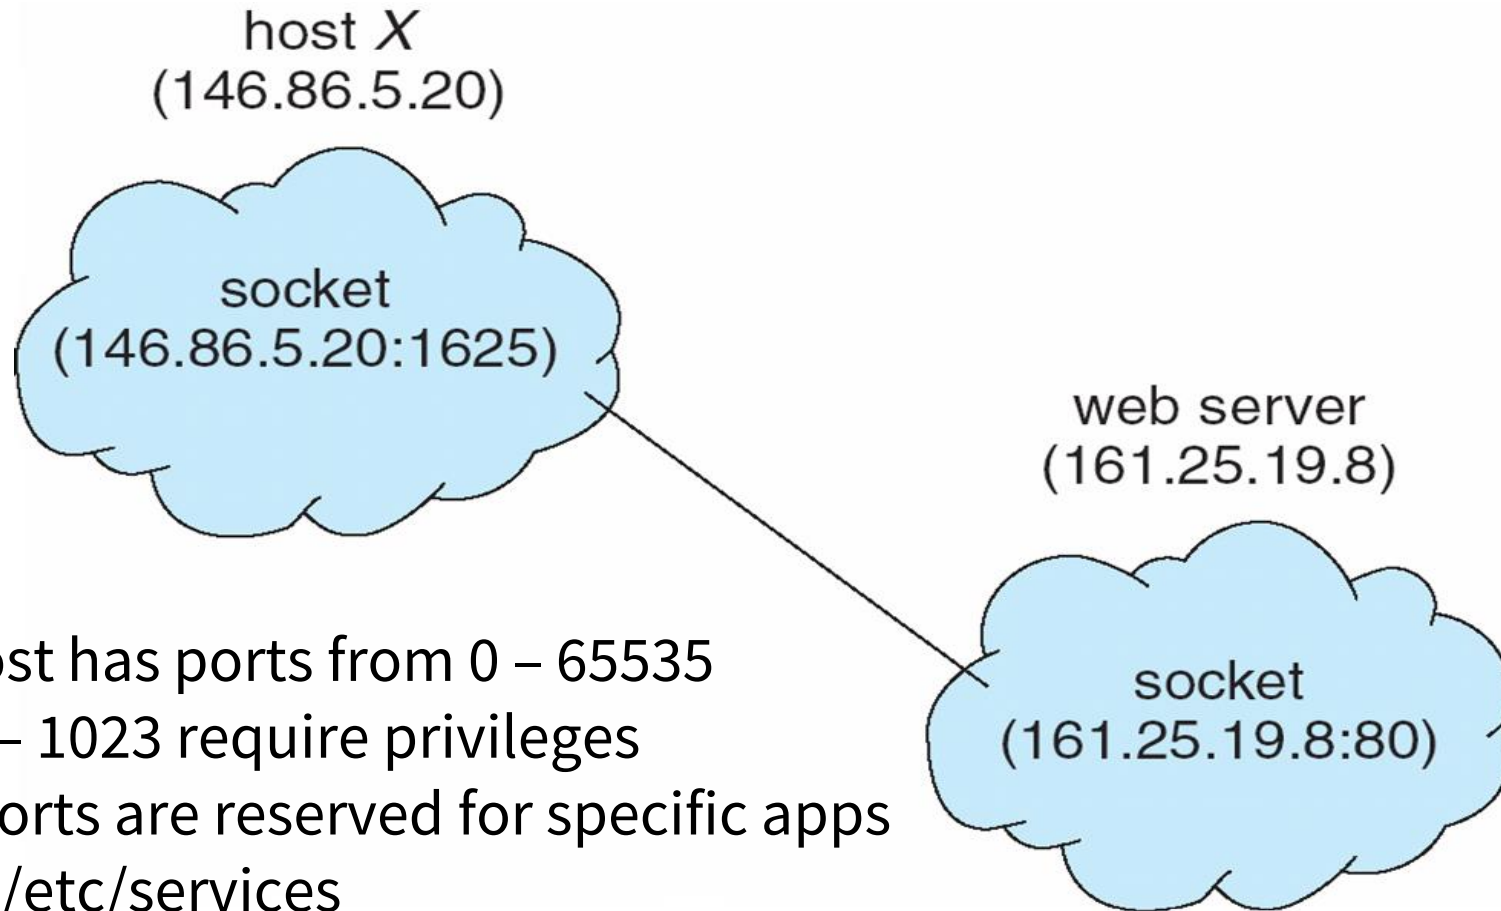 host X
(146.86.5.20)
socket
(146.86.5.20:1625)
web server
(161.25.19.8)
socket
(161.25.19.8:80)
has ports from 0 – 65535
– 1023 require privileges
are reserved for specific apps
/etc/services